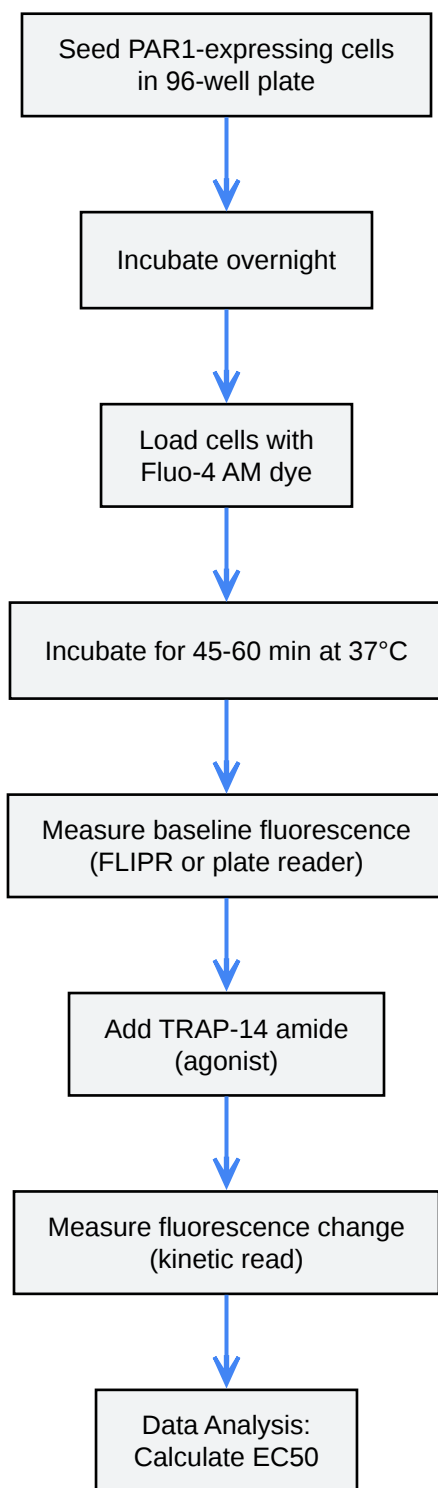 Seed PAR1-expressing cells
in 96-well plate
Incubate overnight
Load cells with
Fluo-4 AM dye
Incubate for 45-60 min at 37°C
Measure baseline fluorescence
(FLIPR or plate reader)
Add TRAP-14 amide
(agonist)
Measure fluorescence change
(kinetic read)
Data Analysis:
Calculate EC50